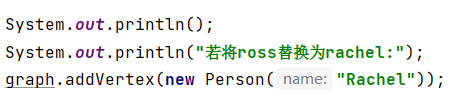 System.out.println();
System.out.println("若将ross替换为rachel:");
graph.addVertex(new Person( name: "Rachel"));